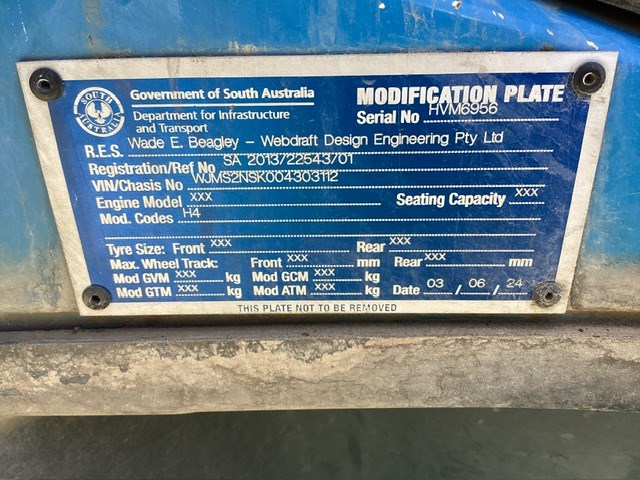 SOUTH AUSTRALIA
Government of South Australia
Department for Infrastructure
and Transport
MODIFICATION PLATE
Serial No HVM6956
R.E.S. Wade E. Beagley - Webdraft Design Engineering Pty Ltd
Registration/Ref No SA 2013722543701
VIN/Chasis No WJMS2NSK004303112
Engine Model xxx Seating Capacity xxx
Mod. Codes H4
Tyre Size: Front xxx Rear xxx
Max. Wheel Track: Front xxx mm Rear xxx mm
Mod GVM xxx kg Mod GCM xxx kg
Mod GTM xxx kg Mod ATM xxx kg Date 03 / 06 / 24
THIS PLATE NOT TO BE REMOVED